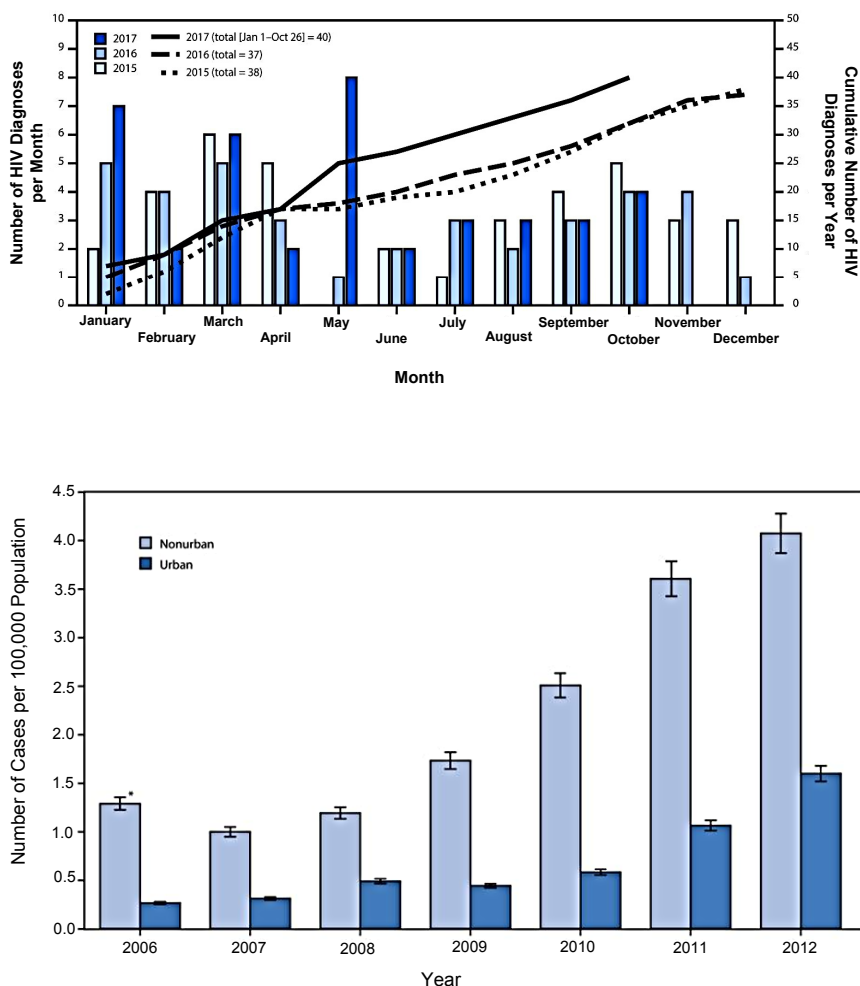 Number of HIV Diagnoses
per Month
10
9
8
7
6
5
4
3
2
1
0
2017
2016
2015
2017 (total [Jan 1–Oct 26] = 40)
2016 (total = 37)
2015 (total = 38)
50
45
40
35
30
25
20
15
10
5
0
Cumulative Number of HIV
Diagnoses per Year
January
February
March
April
May
June
July
August
September
October
November
December
Month
Number of Cases per 100,000 Population
4.5
4.0
3.5
3.0
2.5
2.0
1.5
1.0
0.5
0.0
Nonurban
Urban
*
2006
2007
2008
2009
2010
2011
2012
Year